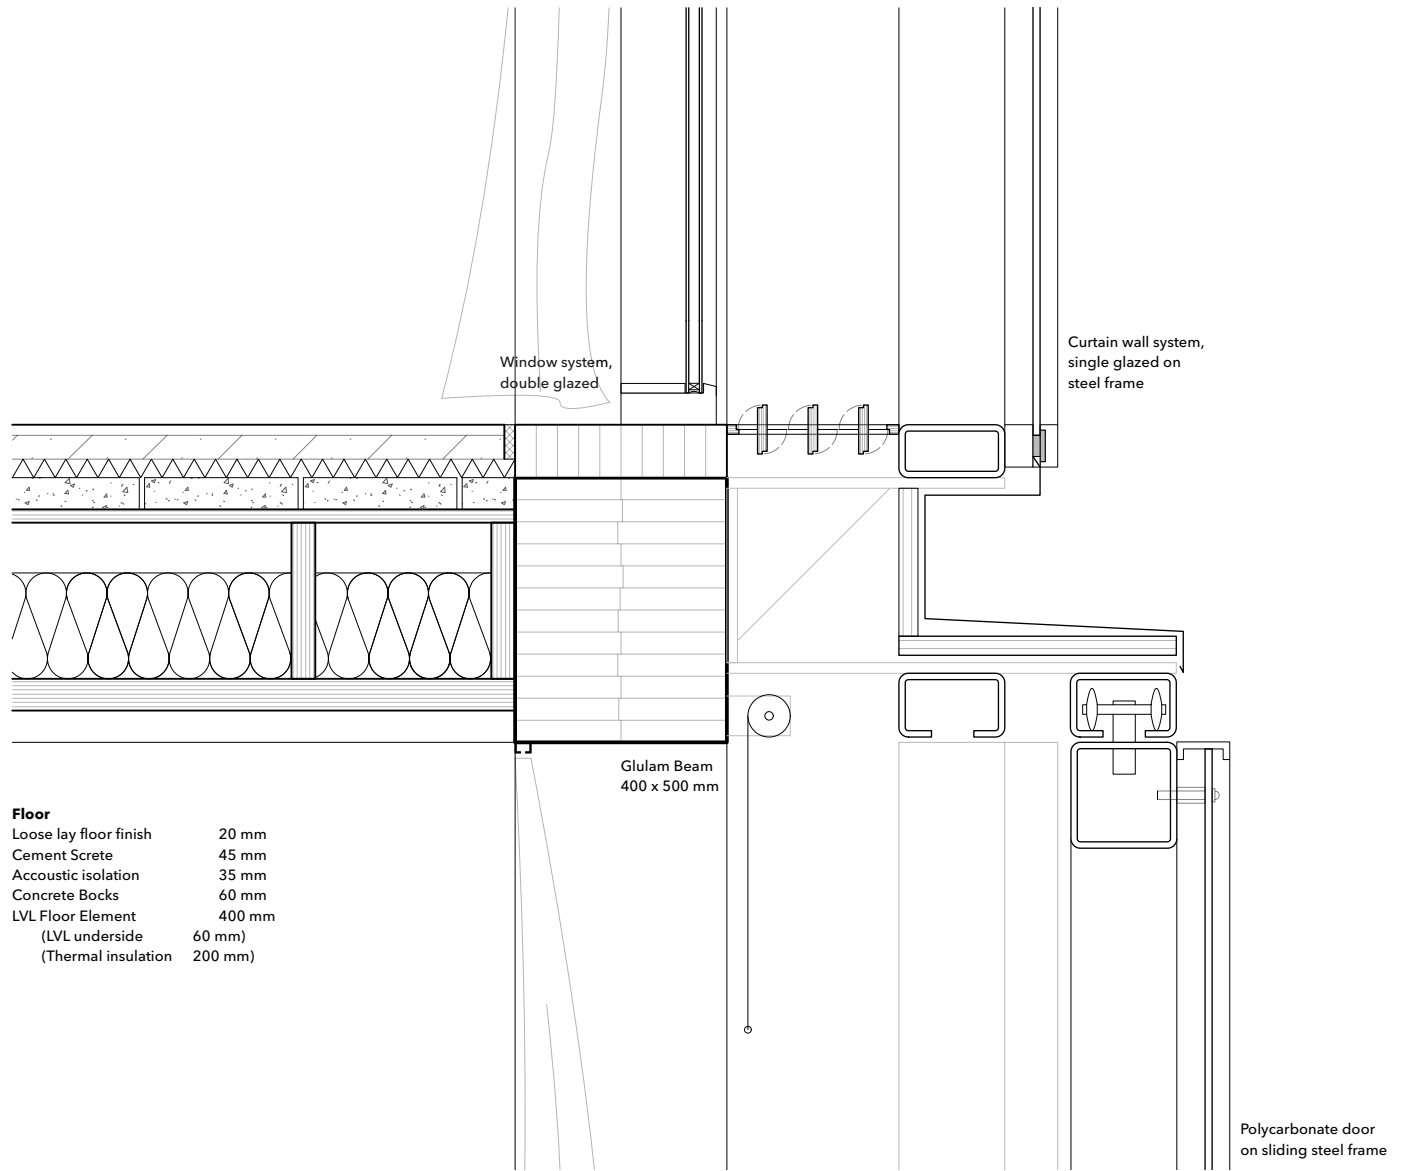 Window system,
double glazed
Curtain wall system,
single glazed on
steel frame
Glulam Beam
400 x 500 mm
Floor
Loose lay floor finish 20 mm
Cement Screte 45 mm
Accoustic isolation 35 mm
Concrete Bocks 60 mm
LVL Floor Element 400 mm
(LVL underside 60 mm)
(Thermal insulation 200 mm)
Polycarbonate door
on sliding steel frame